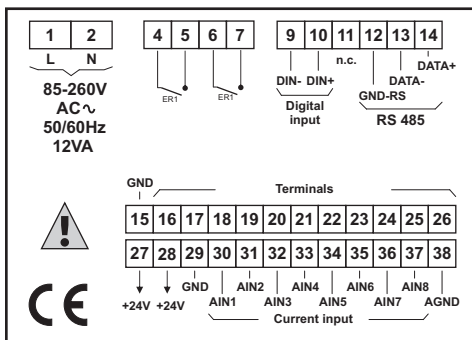 1 2
L N
85-260V
AC∿
50/60Hz
12VA
4 5 6 7
ER1 ER1
9 10 11 12 13 14
DIN- DIN+ n.c. GND-RS DATA- DATA+
Digital
input
RS 485
GND
Terminals
15 16 17 18 19 20 21 22 23 24 25 26
27 28 29 30 31 32 33 34 35 36 37 38
+24V +24V GND AIN1 AIN2 AIN3 AIN4 AIN5 AIN6 AIN7 AIN8 AGND
Current input
CE